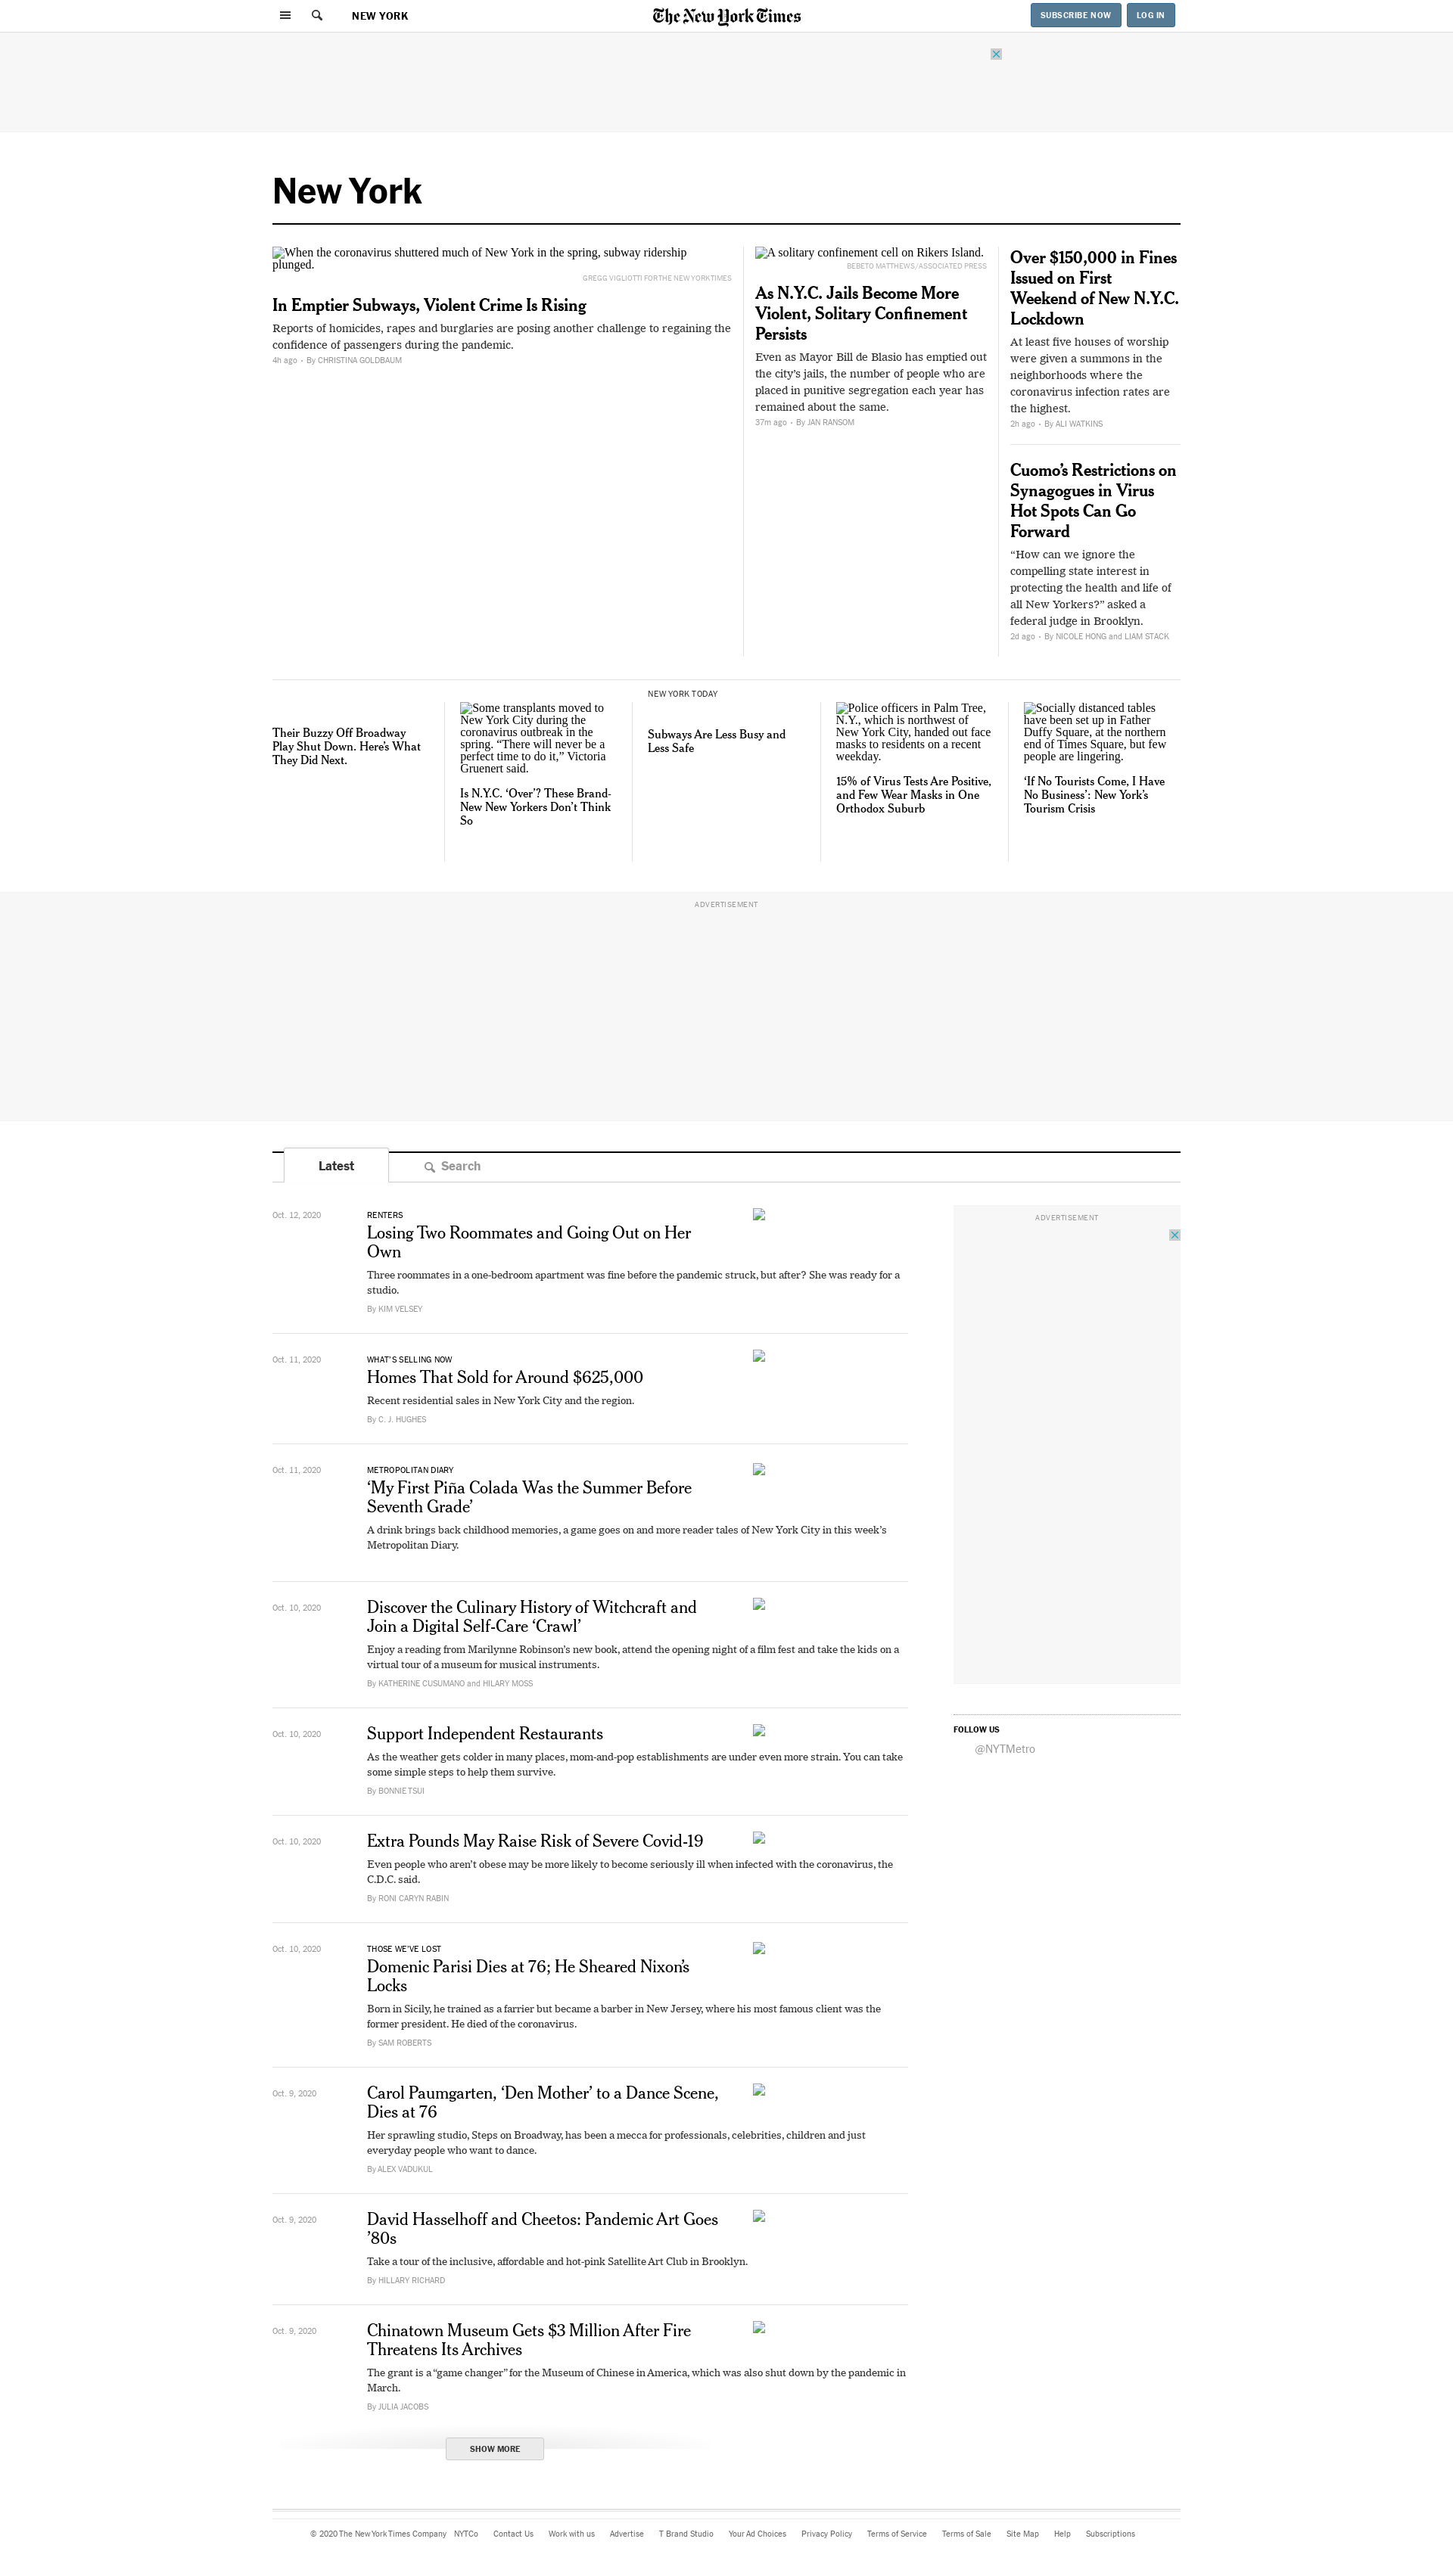 NEW YORK
The New York Times
SUBSCRIBE NOW
LOG IN
New York
When the coronavirus shuttered much of New York in the spring, subway ridership
plunged.
GREGG VIGLIOTTI FOR THE NEW YORK TIMES
In Emptier Subways, Violent Crime Is Rising
Reports of homicides, rapes and burglaries are posing another challenge to regaining the
confidence of passengers during the pandemic.
4h ago • By CHRISTINA GOLDBAUM
A solitary confinement cell on Rikers Island.
BEBETO MATTHEWS/ASSOCIATED PRESS
As N.Y.C. Jails Become More
Violent, Solitary Confinement
Persists
Even as Mayor Bill de Blasio has emptied out
the city’s jails, the number of people who are
placed in punitive segregation each year has
remained about the same.
37m ago • By JAN RANSOM
Over $150,000 in Fines
Issued on First
Weekend of New N.Y.C.
Lockdown
At least five houses of worship
were given a summons in the
neighborhoods where the
coronavirus infection rates are
the highest.
2h ago • By ALI WATKINS
Cuomo’s Restrictions on
Synagogues in Virus
Hot Spots Can Go
Forward
“How can we ignore the
compelling state interest in
protecting the health and life of
all New Yorkers?” asked a
federal judge in Brooklyn.
2d ago • By NICOLE HONG and LIAM STACK
Their Buzzy Off Broadway
Play Shut Down. Here’s What
They Did Next.
Some transplants moved to
New York City during the
coronavirus outbreak in the
spring. “There will never be a
perfect time to do it,” Victoria
Gruenert said.
Is N.Y.C. ‘Over’? These Brand-
New New Yorkers Don’t Think
So
NEW YORK TODAY
Subways Are Less Busy and
Less Safe
Police officers in Palm Tree,
N.Y., which is northwest of
New York City, handed out face
masks to residents on a recent
weekday.
15% of Virus Tests Are Positive,
and Few Wear Masks in One
Orthodox Suburb
Socially distanced tables
have been set up in Father
Duffy Square, at the northern
end of Times Square, but few
people are lingering.
‘If No Tourists Come, I Have
No Business’: New York’s
Tourism Crisis
ADVERTISEMENT
Latest
Search
Oct. 12, 2020
RENTERS
Losing Two Roommates and Going Out on Her
Own
Three roommates in a one-bedroom apartment was fine before the pandemic struck, but after? She was ready for a
studio.
By KIM VELSEY
Oct. 11, 2020
WHAT’S SELLING NOW
Homes That Sold for Around $625,000
Recent residential sales in New York City and the region.
By C. J. HUGHES
Oct. 11, 2020
METROPOLITAN DIARY
‘My First Piña Colada Was the Summer Before
Seventh Grade’
A drink brings back childhood memories, a game goes on and more reader tales of New York City in this week’s
Metropolitan Diary.
Oct. 10, 2020
Discover the Culinary History of Witchcraft and
Join a Digital Self-Care ‘Crawl’
Enjoy a reading from Marilynne Robinson’s new book, attend the opening night of a film fest and take the kids on a
virtual tour of a museum for musical instruments.
By KATHERINE CUSUMANO and HILARY MOSS
Oct. 10, 2020
Support Independent Restaurants
As the weather gets colder in many places, mom-and-pop establishments are under even more strain. You can take
some simple steps to help them survive.
By BONNIE TSUI
Oct. 10, 2020
Extra Pounds May Raise Risk of Severe Covid-19
Even people who aren’t obese may be more likely to become seriously ill when infected with the coronavirus, the
C.D.C. said.
By RONI CARYN RABIN
Oct. 10, 2020
THOSE WE’VE LOST
Domenic Parisi Dies at 76; He Sheared Nixon’s
Locks
Born in Sicily, he trained as a farrier but became a barber in New Jersey, where his most famous client was the
former president. He died of the coronavirus.
By SAM ROBERTS
Oct. 9, 2020
Carol Paumgarten, ‘Den Mother’ to a Dance Scene,
Dies at 76
Her sprawling studio, Steps on Broadway, has been a mecca for professionals, celebrities, children and just
everyday people who want to dance.
By ALEX VADUKUL
Oct. 9, 2020
David Hasselhoff and Cheetos: Pandemic Art Goes
’80s
Take a tour of the inclusive, affordable and hot-pink Satellite Art Club in Brooklyn.
By HILLARY RICHARD
Oct. 9, 2020
Chinatown Museum Gets $3 Million After Fire
Threatens Its Archives
The grant is a “game changer” for the Museum of Chinese in America, which was also shut down by the pandemic in
March.
By JULIA JACOBS
SHOW MORE
ADVERTISEMENT
FOLLOW US
@NYTMetro
© 2020 The New York Times Company NYTCo Contact Us Work with us Advertise T Brand Studio Your Ad Choices Privacy Policy Terms of Service Terms of Sale Site Map Help Subscriptions